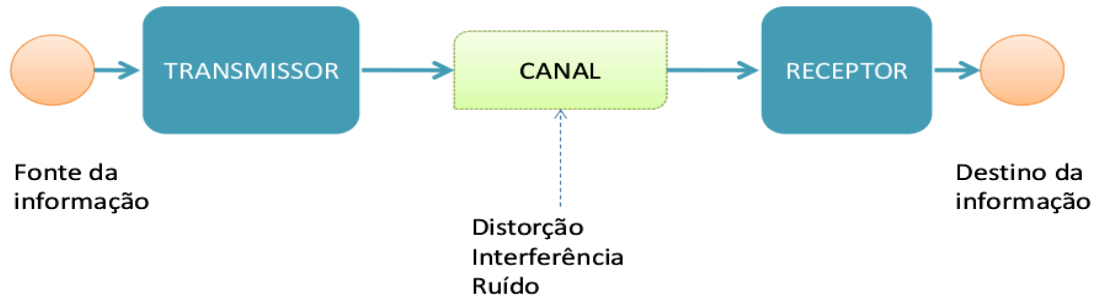 TRANSMISSOR
CANAL
RECEPTOR
Fonte da
informação
Destino da
informação
Distorção
Interferência
Ruído